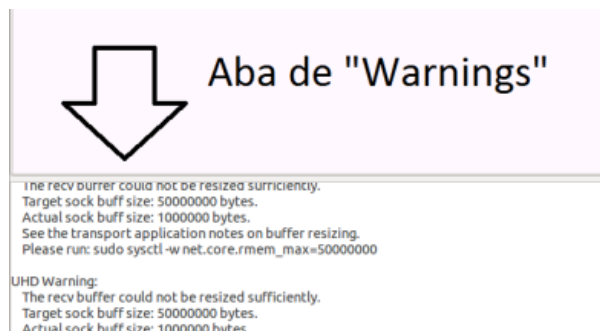 Aba de "Warnings"
The recv buffer could not be resized sufficiently.
Target sock buff size: 50000000 bytes.
Actual sock buff size: 1000000 bytes.
See the transport application notes on buffer resizing.
Please run: sudo sysctl -w net.core.rmem_max=50000000
UHD Warning:
The recv buffer could not be resized sufficiently.
Target sock buff size: 50000000 bytes.
Actual sock buff size: 1000000 bytes.